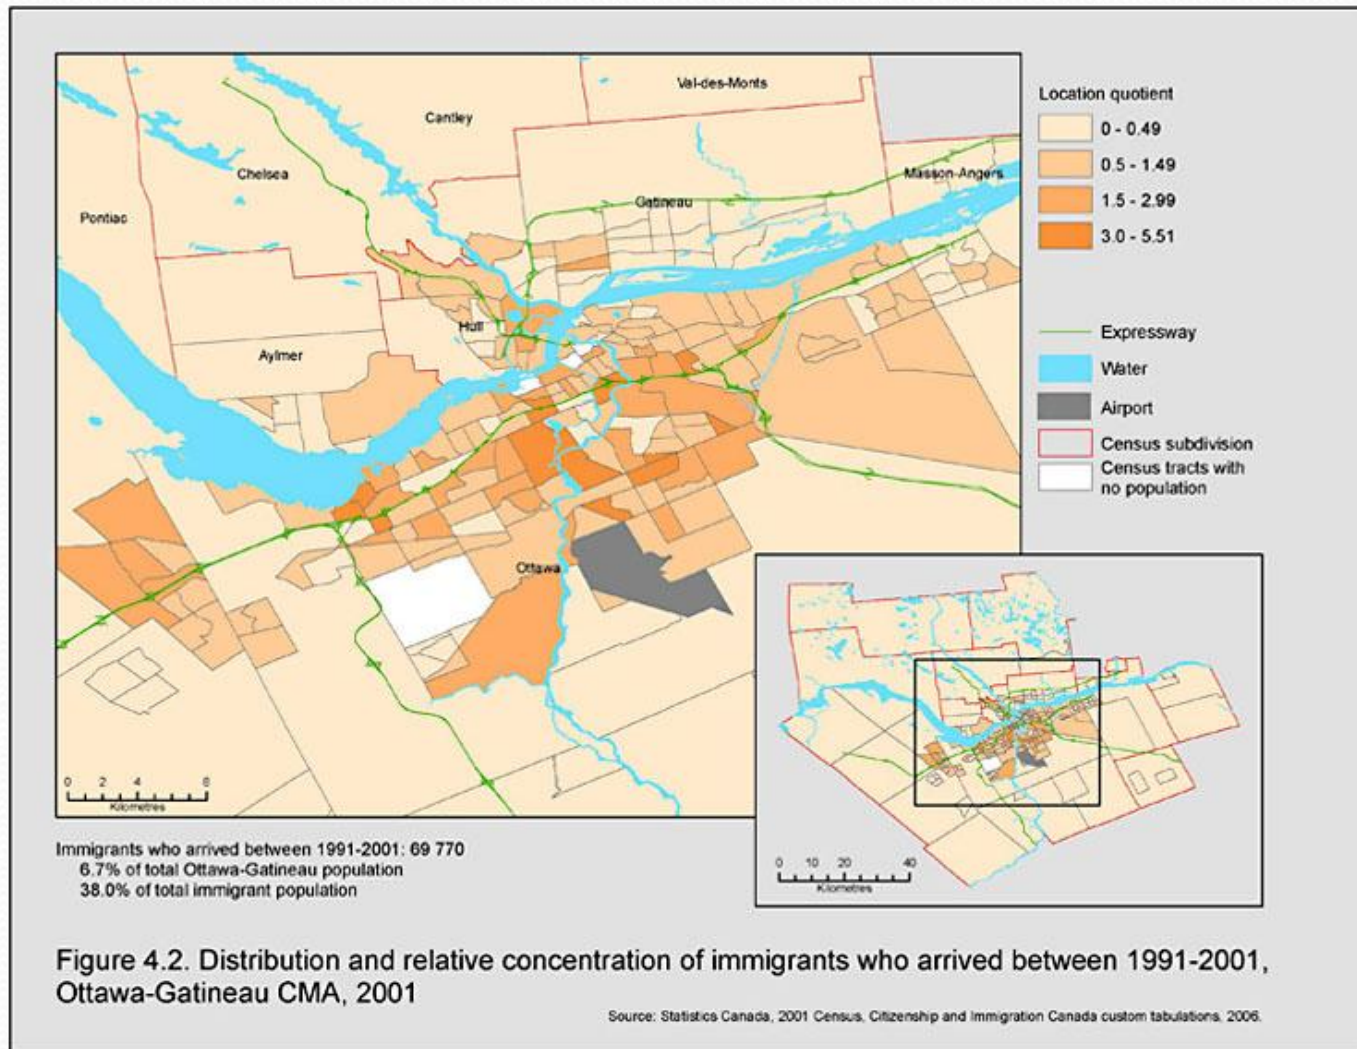 Val-des-Monts
Cantley
Chelsea
Masson-Angers
Gatineau
Pontiac
Hull
Aylmer
Ottawa
0 2 4 6
Kilometres
Location quotient
0 - 0.49
0.5 - 1.49
1.5 - 2.99
3.0 - 5.51
Expressway
Water
Airport
Census subdivision
Census tracts with
no population
0 10 20 40
Kilometres
Immigrants who arrived between 1991-2001: 69 770
6.7% of total Ottawa-Gatineau population
38.0% of total immigrant population
Figure 4.2. Distribution and relative concentration of immigrants who arrived between 1991-2001,
Ottawa-Gatineau CMA, 2001
Source: Statistics Canada, 2001 Census, Citizenship and Immigration Canada custom tabulations, 2006.